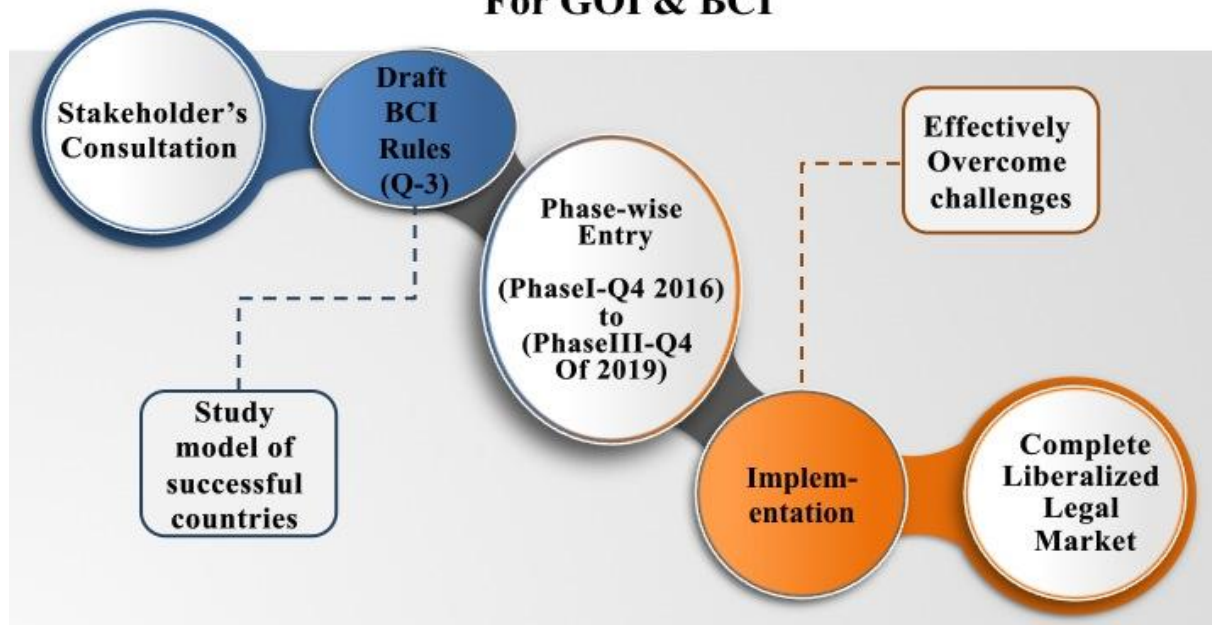 For GOI & BCI
Stakeholder's
Consultation
Draft
BCI
Rules
(Q-3)
Phase-wise
Entry
(PhaseI-Q4 2016)
to
(PhaseIII-Q4
Of 2019)
Effectively
Overcome
challenges
Study
model of
successful
countries
Implem-
entation
Complete
Liberalized
Legal
Market